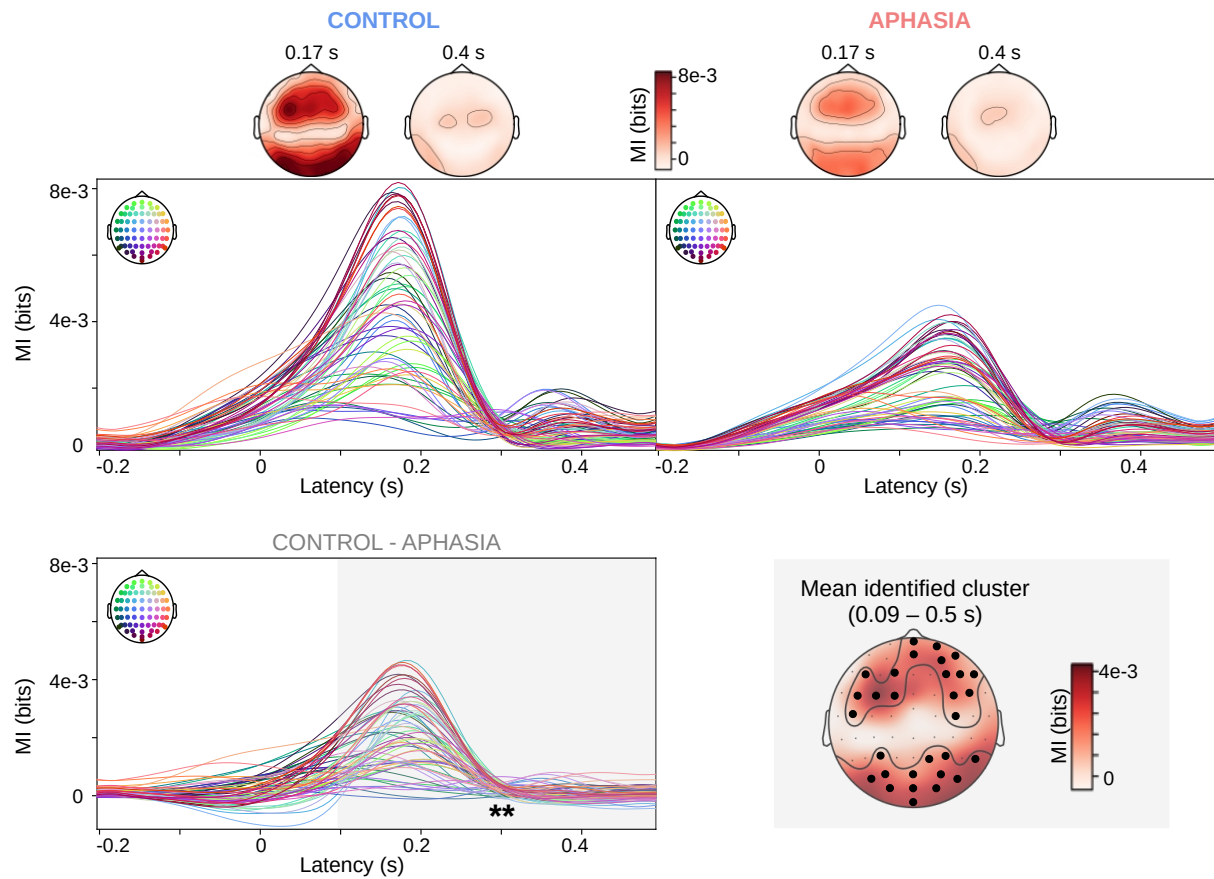 CONTROL
APHASIA
0.17 s
0.4 s
0.17 s
0.4 s
MI (bits)
8e-3
0
8e-3
4e-3
0
MI (bits)
-0.2
0
0.2
0.4
Latency (s)
-0.2
0
0.2
0.4
Latency (s)
CONTROL - APHASIA
8e-3
4e-3
0
MI (bits)
**
-0.2
0
0.2
0.4
Latency (s)
Mean identified cluster
(0.09 – 0.5 s)
MI (bits)
4e-3
0